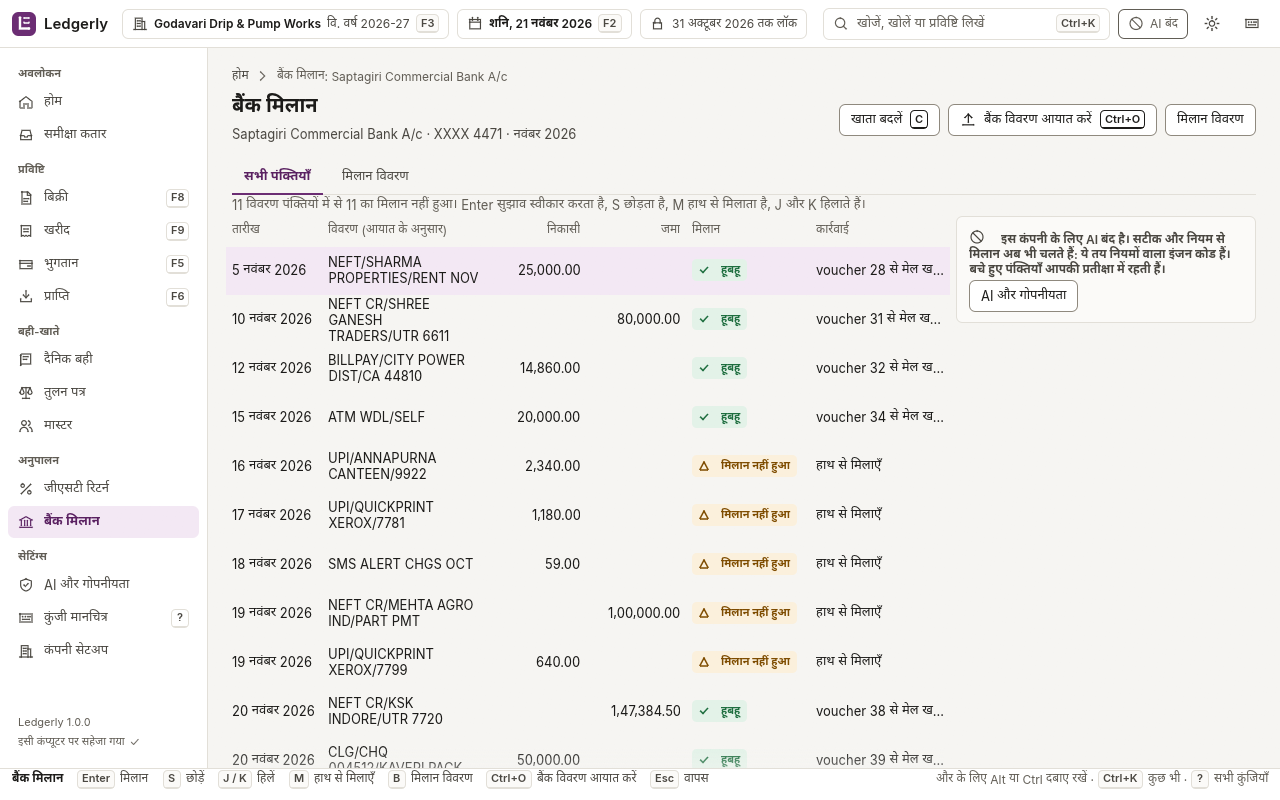 Ledgerly
Godavari Drip & Pump Works वि. वर्ष 2026-27 F3
शनि, 21 नवंबर 2026 F2
31 अक्टूबर 2026 तक लॉक
खोजें, खोलें या प्रविष्टि लिखें Ctrl+K
AI बंद
अवलोकन
होम
समीक्षा कतार
प्रविष्टि
बिक्री F8
खरीद F9
भुगतान F5
प्राप्ति F6
बही-खाते
दैनिक बही
तुलन पत्र
मास्टर
अनुपालन
जीएसटी रिटर्न
बैंक मिलान
सेटिंग्स
AI और गोपनीयता
कुंजी मानचित्र ?
कंपनी सेटअप
Ledgerly 1.0.0
इसी कंप्यूटर पर सहेजा गया
होम
बैंक मिलान: Saptagiri Commercial Bank A/c
बैंक मिलान
Saptagiri Commercial Bank A/c · XXXX 4471 · नवंबर 2026
खाता बदलें C
बैंक विवरण आयात करें Ctrl+O
मिलान विवरण
सभी पंक्तियाँ
मिलान विवरण
11 विवरण पंक्तियों में से 11 का मिलान नहीं हुआ। Enter सुझाव स्वीकार करता है, S छोड़ता है, M हाथ से मिलाता है, J और K हिलाते हैं।
तारीख विवरण (आयात के अनुसार) निकासी जमा मिलान कार्रवाई
5 नवंबर 2026 NEFT/SHARMA PROPERTIES/RENT NOV 25,000.00 हूबहू voucher 28 से मेल ख...
10 नवंबर 2026 NEFT CR/SHREE GANESH TRADERS/UTR 6611 80,000.00 हूबहू voucher 31 से मेल ख...
12 नवंबर 2026 BILLPAY/CITY POWER DIST/CA 44810 14,860.00 हूबहू voucher 32 से मेल ख...
15 नवंबर 2026 ATM WDL/SELF 20,000.00 हूबहू voucher 34 से मेल ख...
16 नवंबर 2026 UPI/ANNAPURNA CANTEEN/9922 2,340.00 मिलान नहीं हुआ हाथ से मिलाएँ
17 नवंबर 2026 UPI/QUICKPRINT XEROX/7781 1,180.00 मिलान नहीं हुआ हाथ से मिलाएँ
18 नवंबर 2026 SMS ALERT CHGS OCT 59.00 मिलान नहीं हुआ हाथ से मिलाएँ
19 नवंबर 2026 NEFT CR/MEHTA AGRO IND/PART PMT 1,00,000.00 मिलान नहीं हुआ हाथ से मिलाएँ
19 नवंबर 2026 UPI/QUICKPRINT XEROX/7799 640.00 मिलान नहीं हुआ हाथ से मिलाएँ
20 नवंबर 2026 NEFT CR/KSK INDORE/UTR 7720 1,47,384.50 हूबहू voucher 38 से मेल ख...
20 नवंबर 2026 CLG/CHQ 004512/KAVERI PACK 50,000.00 हूबहू voucher 39 से मेल ख...
इस कंपनी के लिए AI बंद है। सटीक और नियम से
मिलान अब भी चलते हैं: ये तय नियमों वाला इंजन कोड हैं।
बचे हुए पंक्तियाँ आपकी प्रतीक्षा में रहती हैं।
AI और गोपनीयता
बैंक मिलान Enter मिलान S छोड़ें J / K हिलें M हाथ से मिलाएँ B मिलान विवरण Ctrl+O बैंक विवरण आयात करें Esc वापस
और के लिए Alt या Ctrl दबाए रखें · Ctrl+K कुछ भी · ? सभी कुंजियाँ